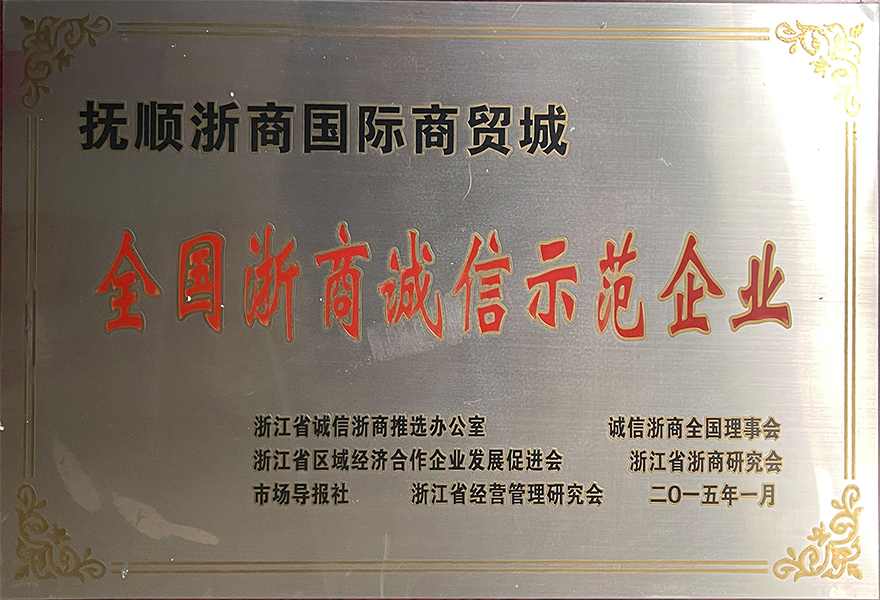 抚顺浙商国际商贸城
全国浙商诚信示范企业
浙江省诚信浙商推选办公室 诚信浙商全国理事会
浙江省区域经济合作企业发展促进会 浙江省浙商研究会
市场导报社 浙江省经营管理研究会 二〇一五年一月